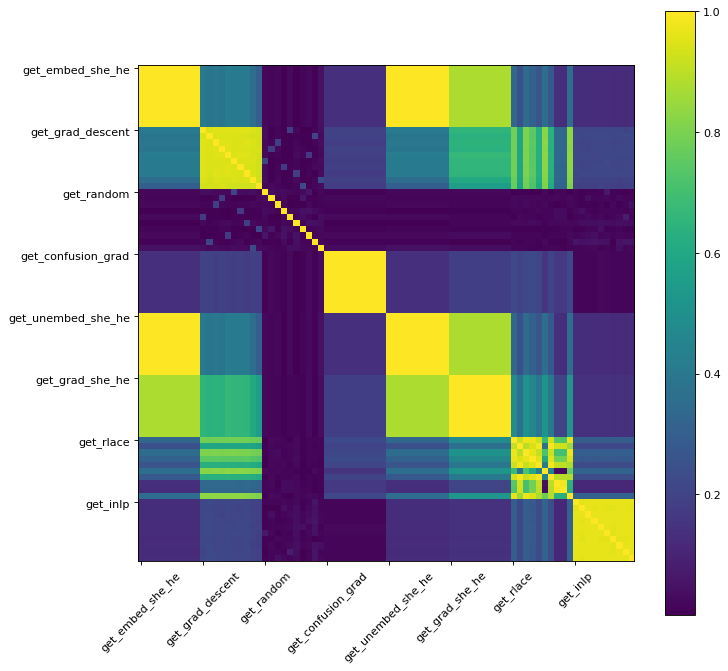 get_embed_she_he
get_grad_descent
get_random
get_confusion_grad
get_unembed_she_he
get_grad_she_he
get_rlace
get_inlp
get_embed_she_he
get_grad_descent
get_random
get_confusion_grad
get_unembed_she_he
get_grad_she_he
get_rlace
get_inlp
1.0
0.8
0.6
0.4
0.2